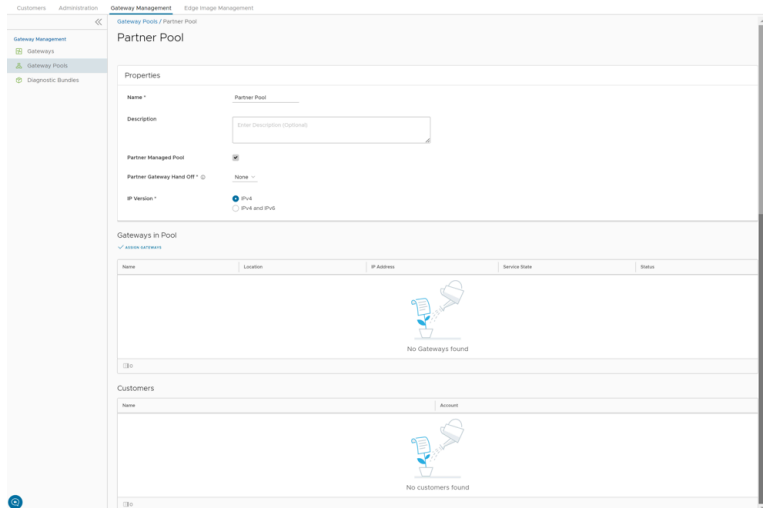 Customers Administration Gateway Management Edge Image Management
Gateway Pools / Partner Pool
Partner Pool
Gateway Management
Gateways
Gateway Pools
Diagnostic Bundles
Properties
Name * Partner Pool
Description Enter Description (Optional)
Partner Managed Pool
Partner Gateway Hand Off * None
IP Version * IPv4
IPv4 and IPv6
Gateways in Pool
ASSIGN GATEWAYS
Name Location IP Address Service State Status
No Gateways found
0
Customers
Name Account
No customers found
0